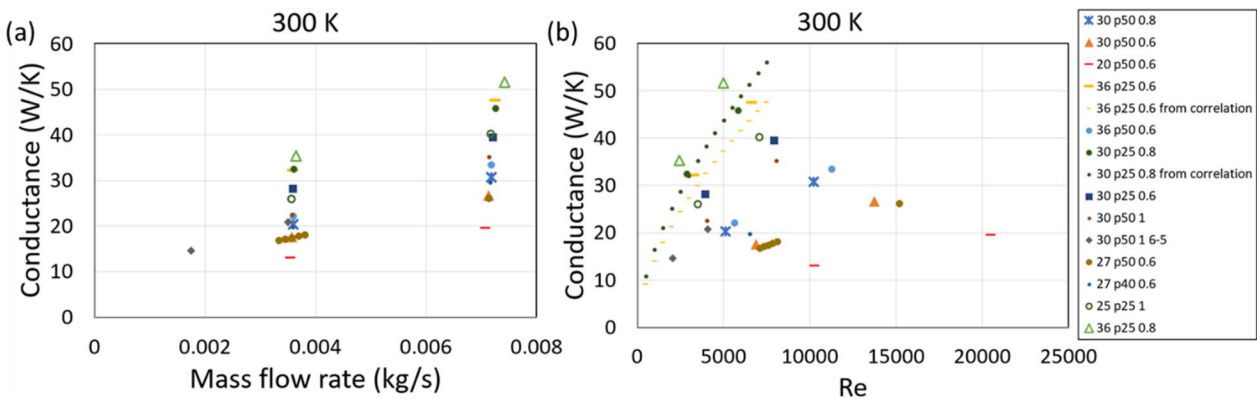 (a)
300 K
Conductance (W/K)
60
50
40
30
20
10
0
0 0.002 0.004 0.006 0.008
Mass flow rate (kg/s)
(b)
300 K
Conductance (W/K)
60
50
40
30
20
10
0
0 5000 10000 15000 20000 25000
Re
30 p50 0.8
30 p50 0.6
20 p50 0.6
36 p25 0.6
36 p25 0.6 from correlation
36 p50 0.6
30 p25 0.8
30 p25 0.8 from correlation
30 p25 0.6
30 p50 1
30 p50 1 6-5
27 p50 0.6
27 p40 0.6
25 p25 1
36 p25 0.8